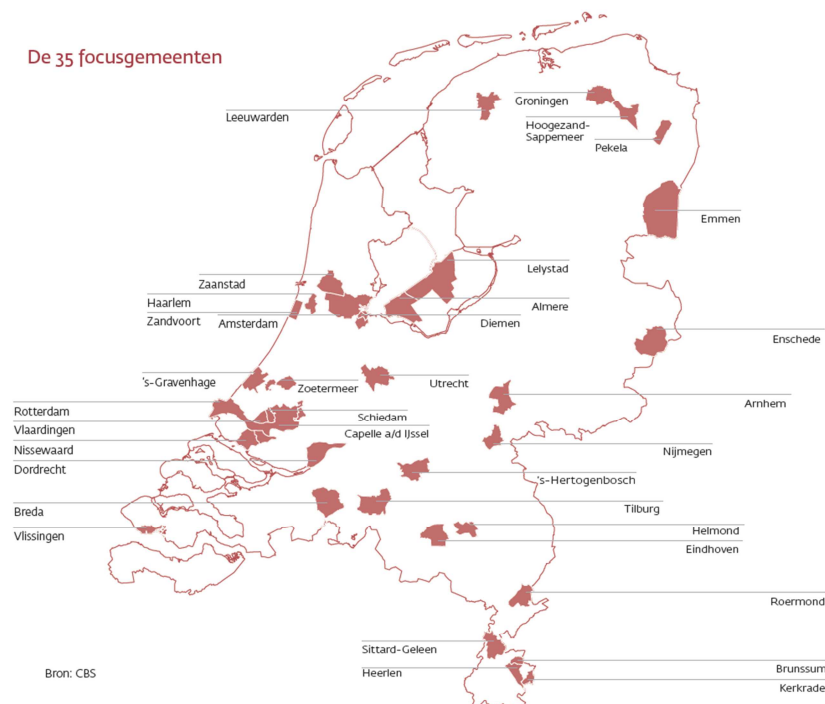 De 35 focusgemeenten
Leeuwarden
Groningen
Hoogezand-
Sappemeer
Pekela
Emmen
Lelystad
Zaanstad
Haarlem
Almere
Zandvoort
Amsterdam
Diemen
Enschede
's-Gravenhage
Zoetermeer
Utrecht
Arnhem
Rotterdam
Schiedam
Vlaardingen
Capelle a/d IJssel
Nissewaard
Nijmegen
Dordrecht
's-Hertogenbosch
Breda
Tilburg
Vlissingen
Helmond
Eindhoven
Roermond
Sittard-Geleen
Heerlen
Brunssum
Kerkrade
Bron: CBS